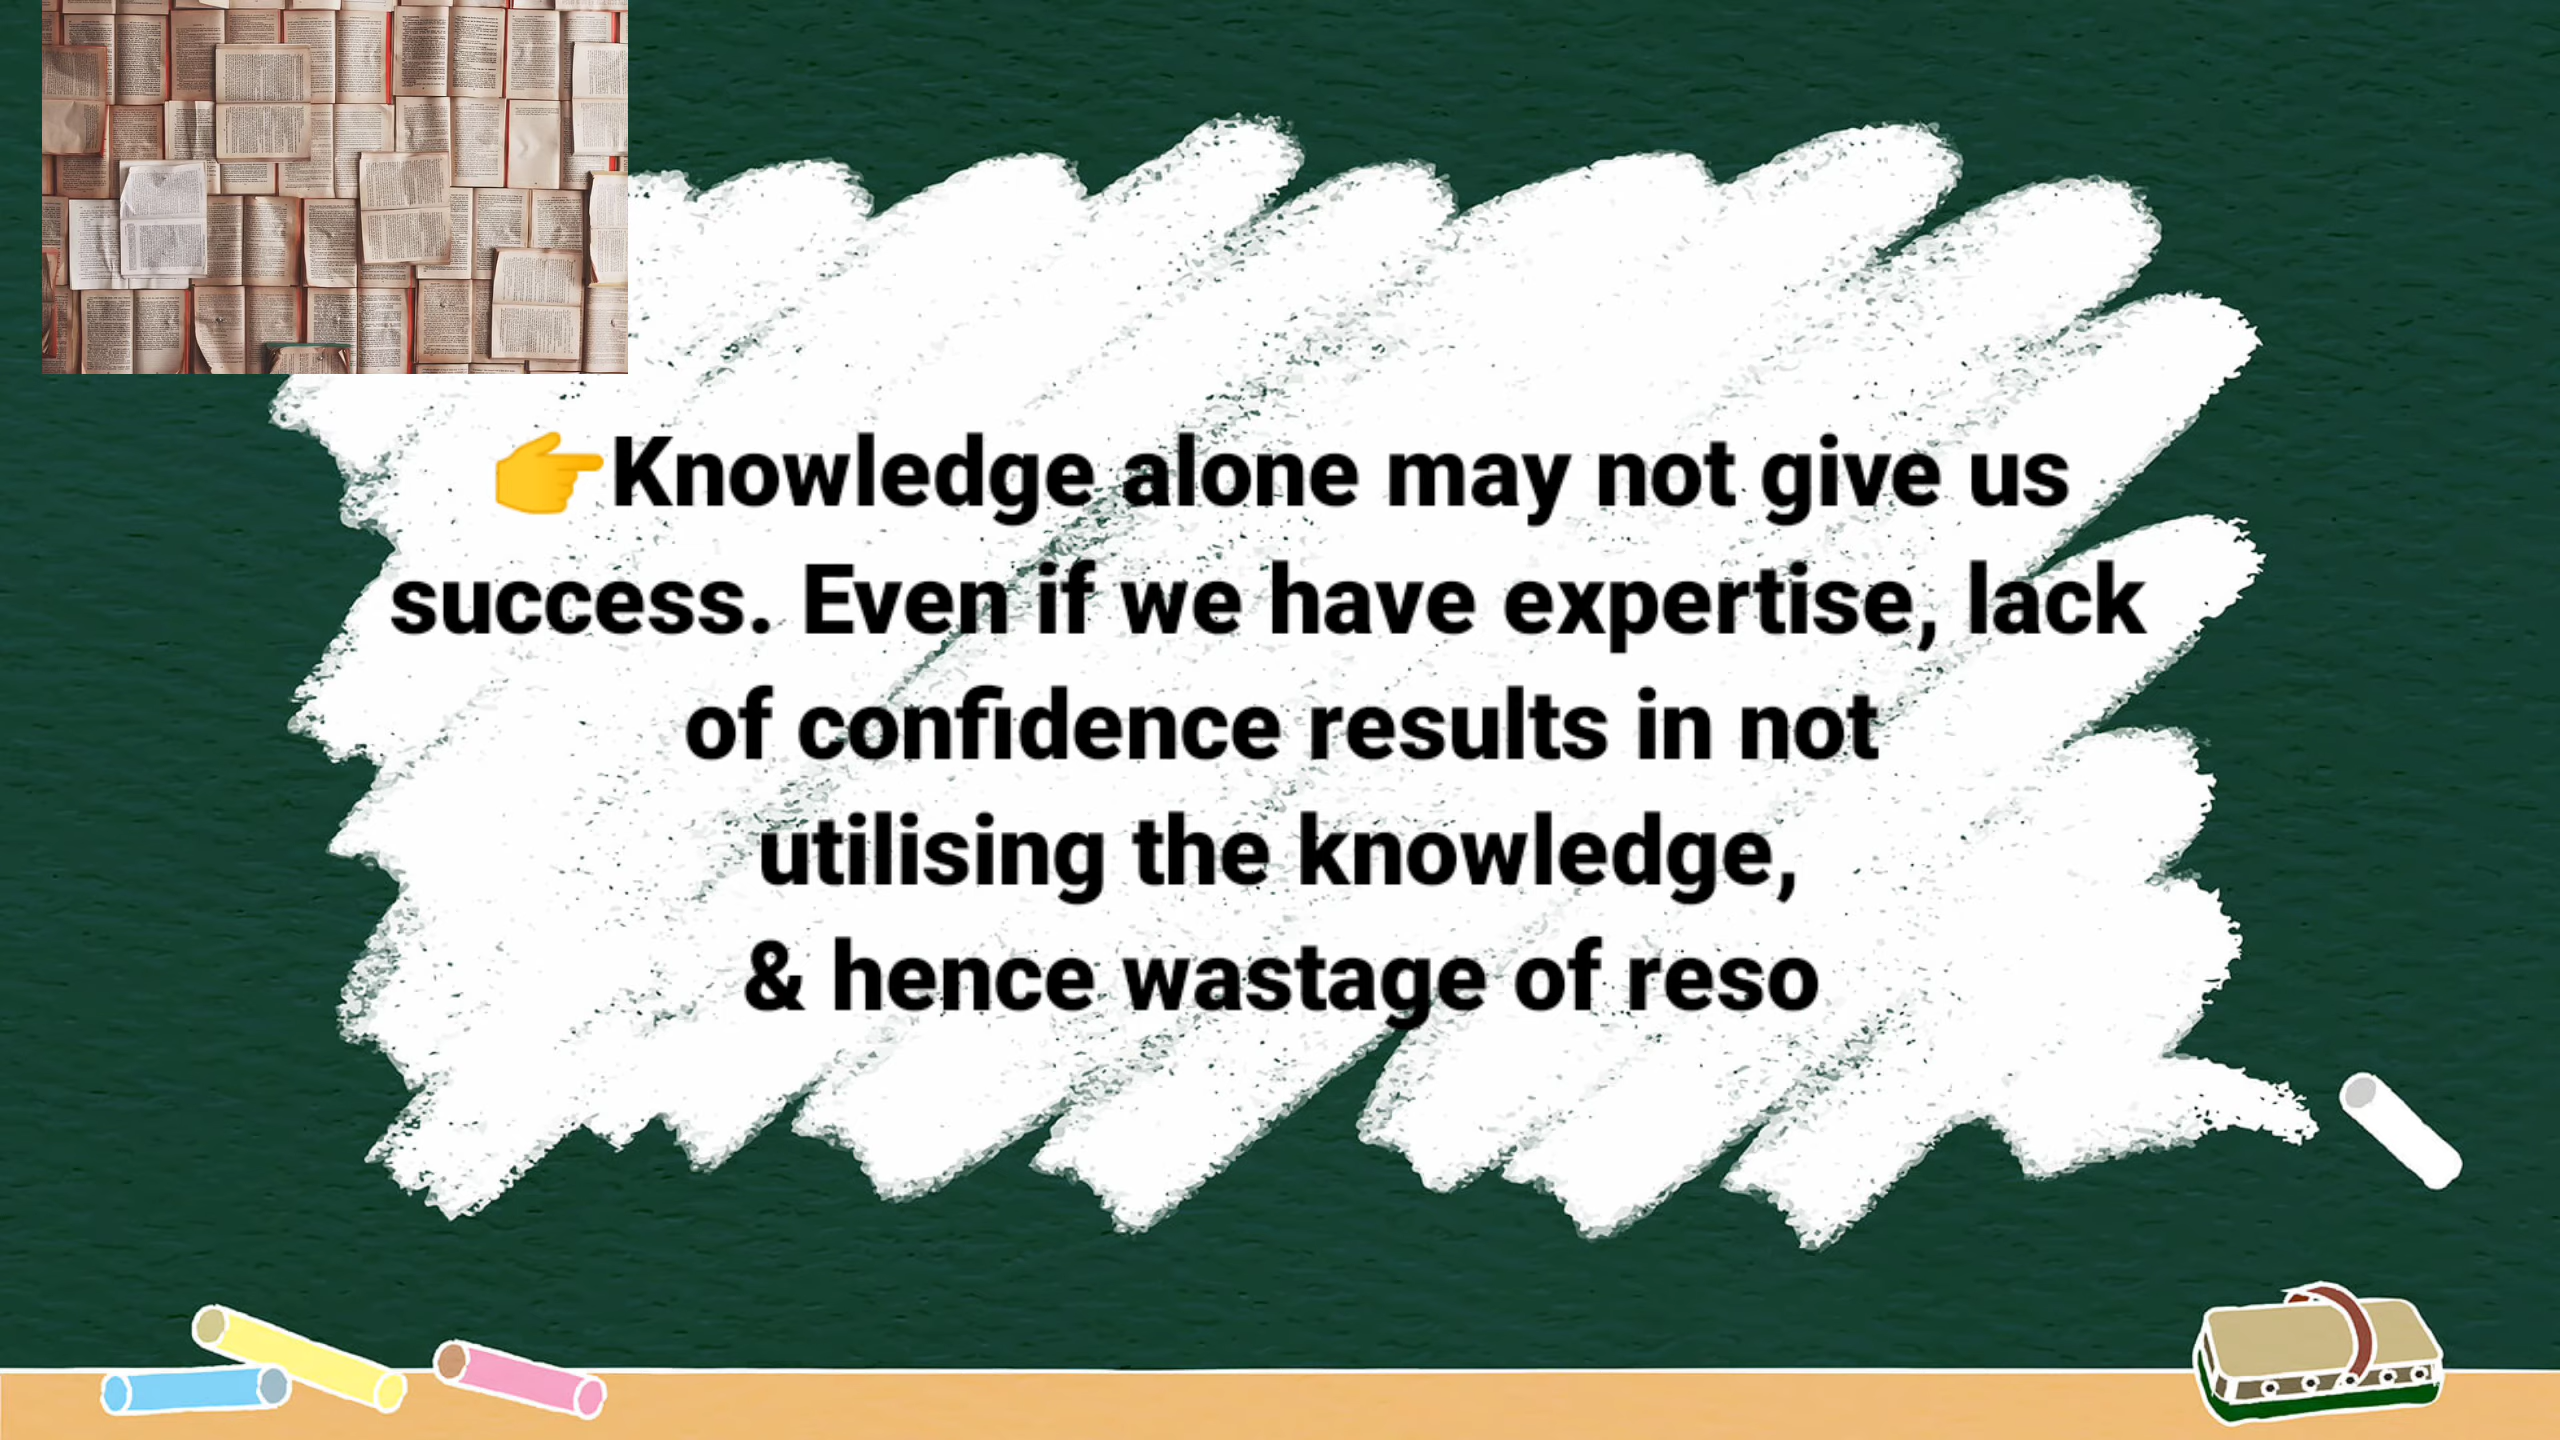 👉Knowledge alone may not give us
success. Even if we have expertise, lack
of confidence results in not
utilising the knowledge,
& hence wastage of reso